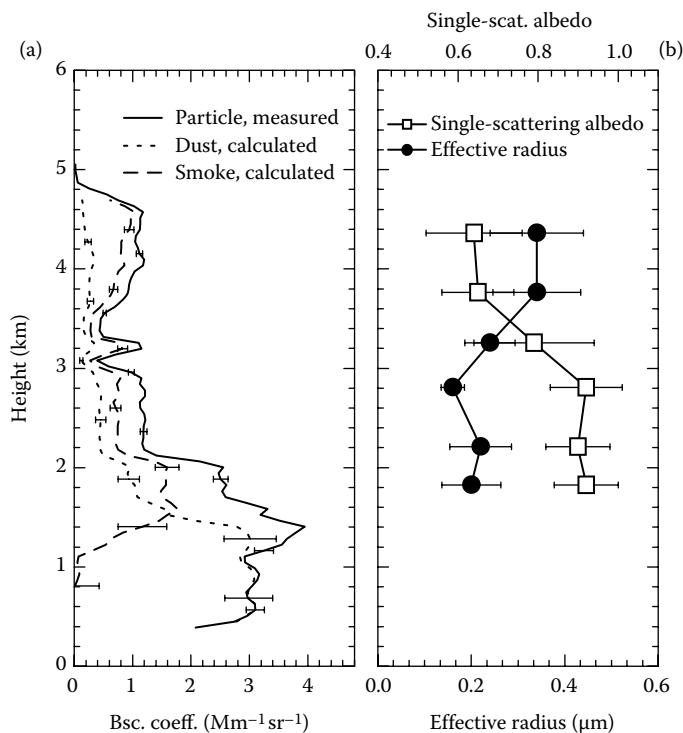 Single-scat. albedo
(a)
0.4 0.6 0.8 1.0 (b)
6
Particle, measured
Dust, calculated
Smoke, calculated
Single-scattering albedo
Effective radius
5
4
3
2
1
0
Height (km)
0 1 2 3 4
0.0 0.2 0.4 0.6
Bsc. coeff. (Mm−1 sr−1)
Effective radius (μm)